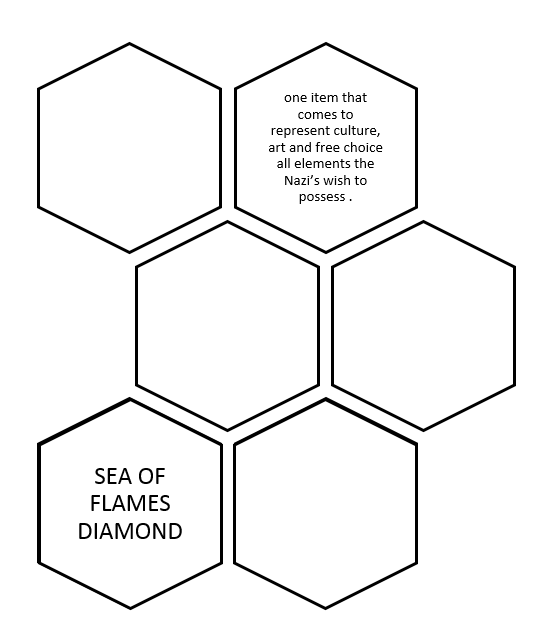 one item that
comes to
represent culture,
art and free choice
all elements the
Nazi's wish to
possess .
SEA OF
FLAMES
DIAMOND